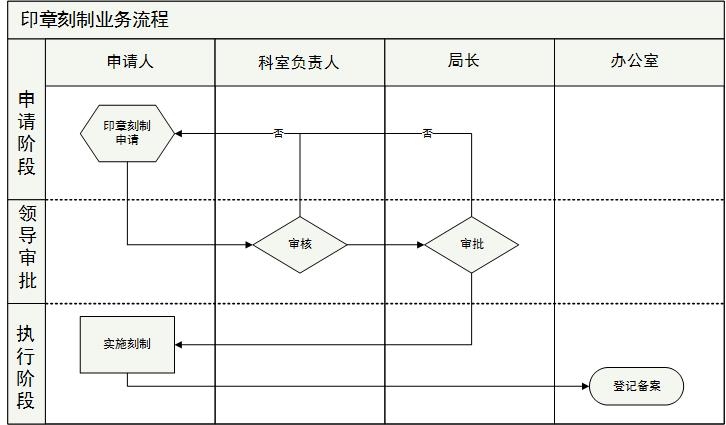 印章刻制业务流程
申请人
科室负责人
局长
办公室
申请阶段
印章刻制
申请
否
否
领导审批
审核
审批
执行阶段
实施刻制
登记备案